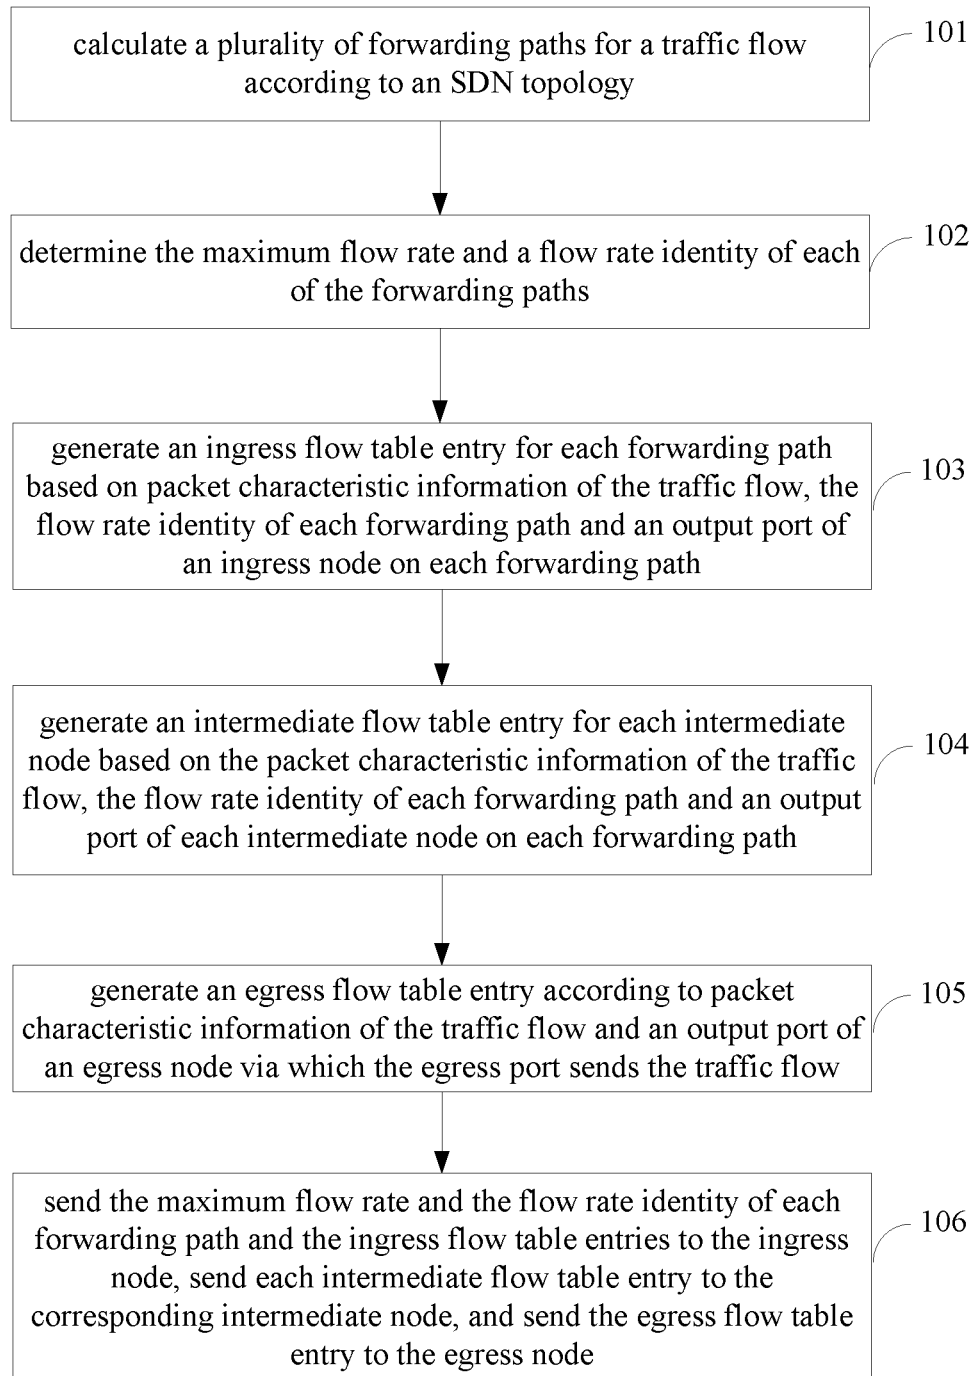 calculate a plurality of forwarding paths for a traffic flow
according to an SDN topology
101
determine the maximum flow rate and a flow rate identity of each
of the forwarding paths
102
generate an ingress flow table entry for each forwarding path
based on packet characteristic information of the traffic flow, the
flow rate identity of each forwarding path and an output port of
an ingress node on each forwarding path
103
generate an intermediate flow table entry for each intermediate
node based on the packet characteristic information of the traffic
flow, the flow rate identity of each forwarding path and an output
port of each intermediate node on each forwarding path
104
generate an egress flow table entry according to packet
characteristic information of the traffic flow and an output port of
an egress node via which the egress port sends the traffic flow
105
send the maximum flow rate and the flow rate identity of each
forwarding path and the ingress flow table entries to the ingress
node, send each intermediate flow table entry to the
corresponding intermediate node, and send the egress flow table
entry to the egress node
106